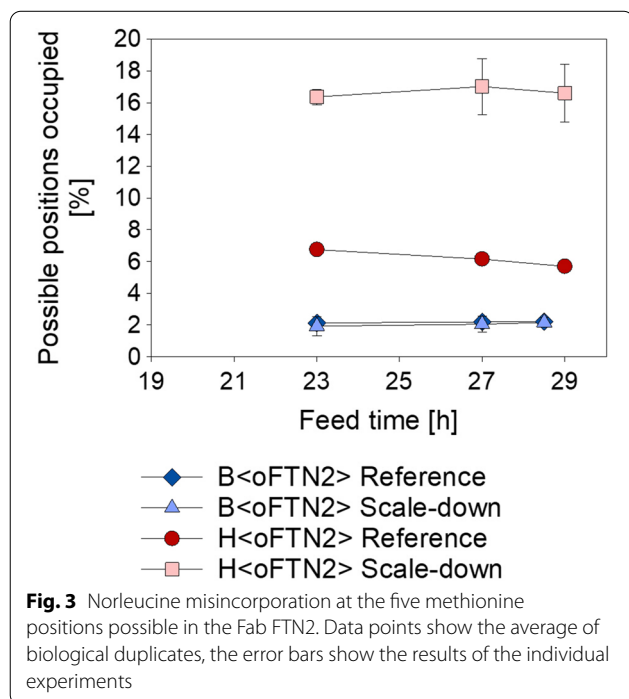 20
18
16
14
12
10
8
6
4
2
0
Possible positions occupied
[%]
19 21 23 25 27 29
Feed time [h]
B<oFTN2> Reference
B<oFTN2> Scale-down
H<oFTN2> Reference
H<oFTN2> Scale-down
Fig. 3 Norleucine misincorporation at the five methionine
positions possible in the Fab FTN2. Data points show the average of
biological duplicates, the error bars show the results of the individual
experiments